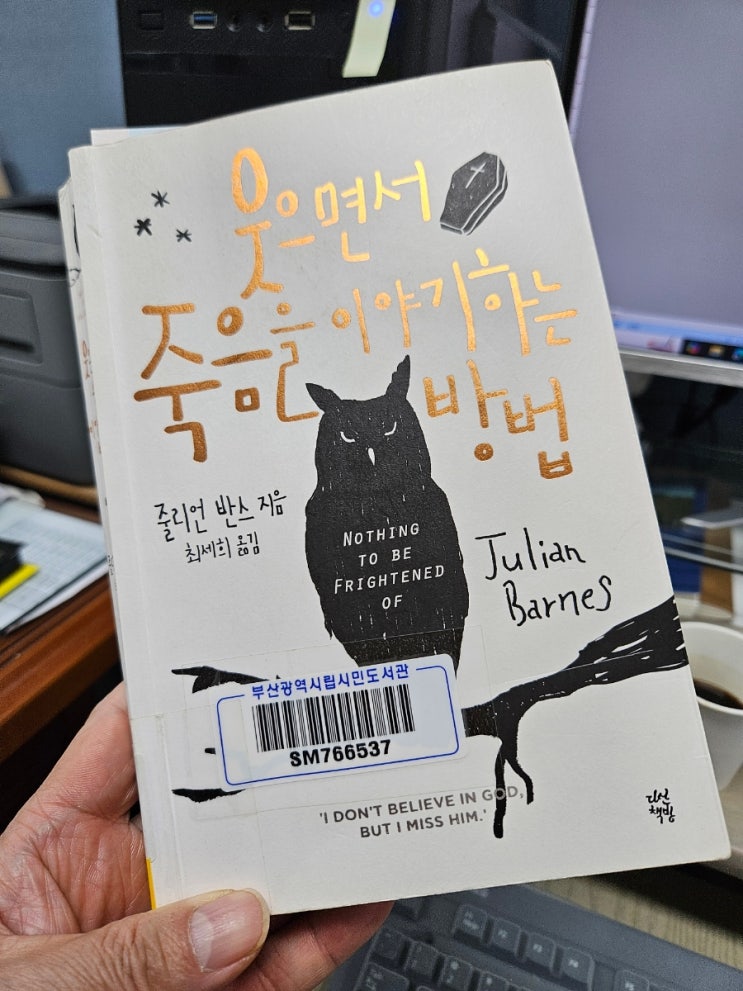 웃으면서
죽음을 이야기하는
방법
줄리언 반스 지음
최세희 옮김
NOTHING
TO BE
FRIGHTENED
OF
Julian
Barnes
부산광역시립시민도서관
SM766537
'I DON'T BELIEVE IN GOD,
BUT I MISS HIM.'
다산
책방